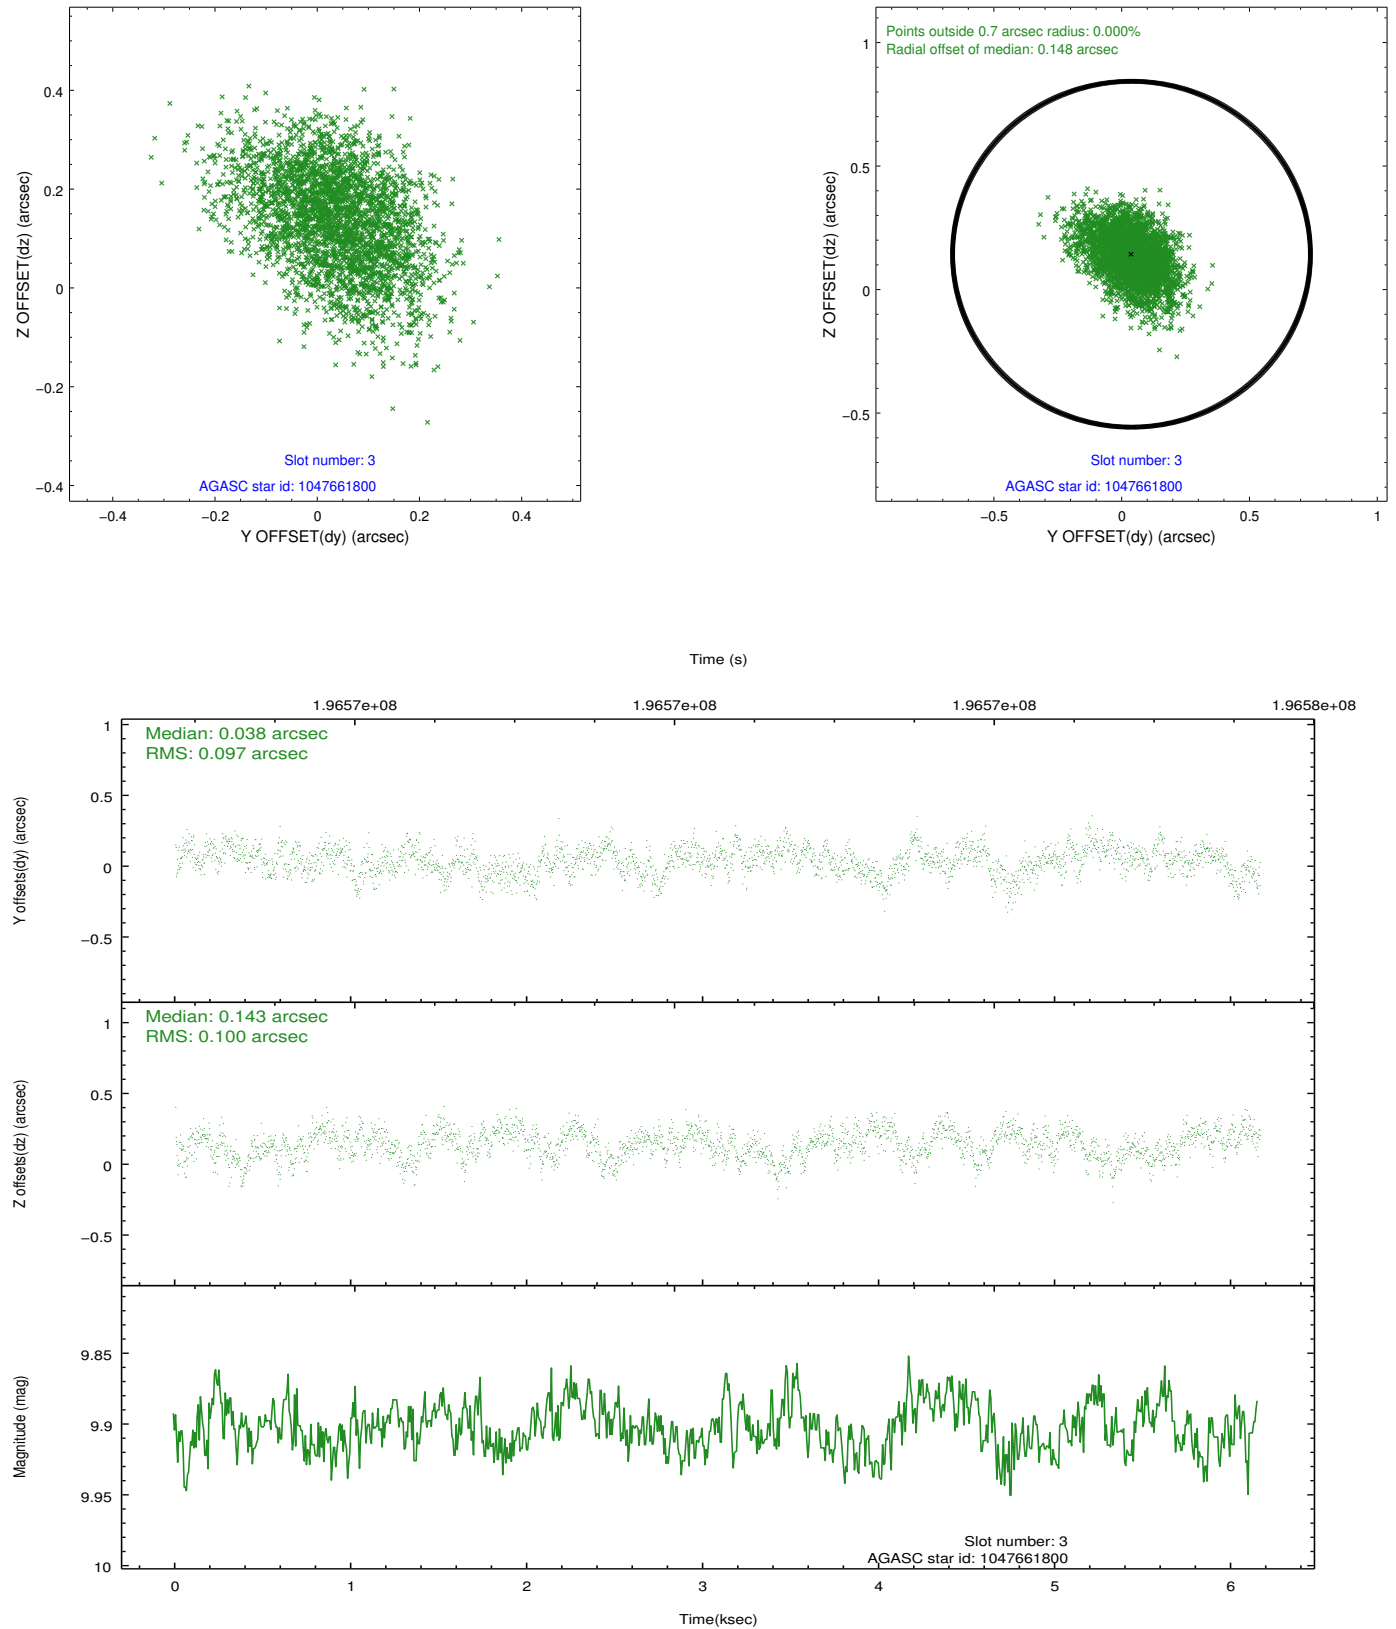 0.4
0.2
0
−0.2
−0.4
Z OFFSET(dz) (arcsec)
Slot number: 3
AGASC star id: 1047661800
−0.4 −0.2 0 0.2 0.4
Y OFFSET(dy) (arcsec)
Points outside 0.7 arcsec radius: 0.000%
Radial offset of median: 0.148 arcsec
1
0.5
0
−0.5
Z OFFSET(dz) (arcsec)
Slot number: 3
AGASC star id: 1047661800
−0.5 0 0.5 1
Y OFFSET(dy) (arcsec)
Time (s)
1.9657e+08 1.9657e+08 1.9657e+08 1.9658e+08
Median: 0.038 arcsec
RMS: 0.097 arcsec
1
0.5
0
−0.5
Y offsets(dy) (arcsec)
Median: 0.143 arcsec
RMS: 0.100 arcsec
1
0.5
0
−0.5
Z offsets(dz) (arcsec)
9.85
9.9
9.95
10
Magnitude (mag)
Slot number: 3
AGASC star id: 1047661800
0 1 2 3 4 5 6
Time(ksec)